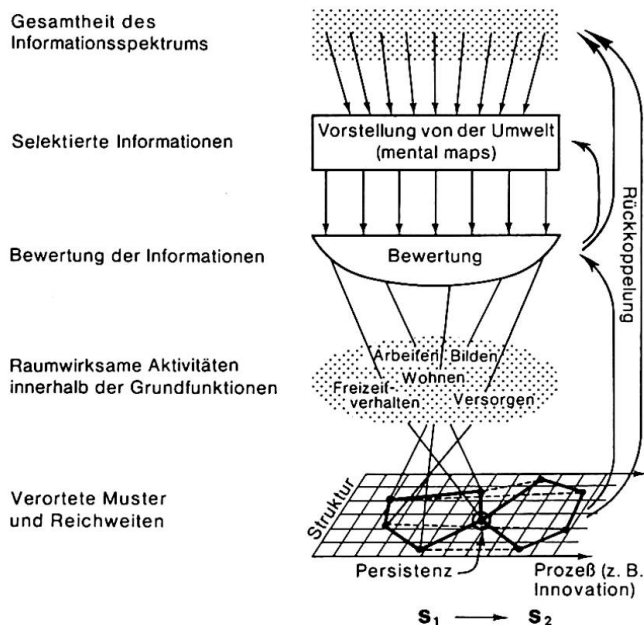 Gesamtheit des
Informationsspektrums
Selektierte Informationen
Vorstellung von der Umwelt
(mental maps)
Bewertung der Informationen
Bewertung
Rückkoppelung
Raumwirksame Aktivitäten
innerhalb der Grundfunktionen
Arbeiten Bilden
Wohnen
Freizeit-
verhalten
Versorgen
Verortete Muster
und Reichweiten
Struktur
Persistenz
Prozeß (z. B.
Innovation)
S₁ S₂